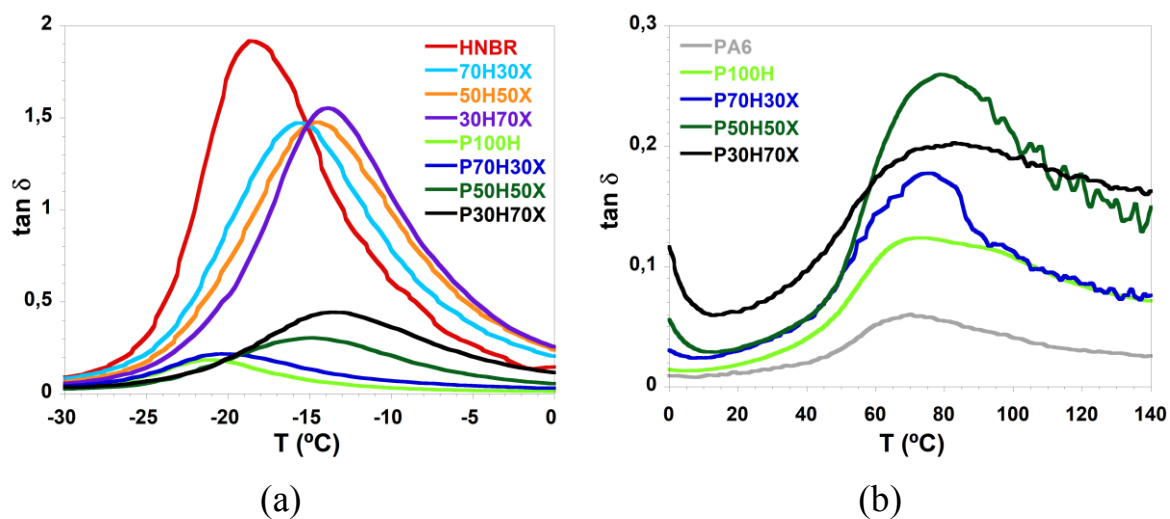 2
1.5
1
0.5
0
-30
-25
-20
-15
-10
-5
0
tan δ
T (ºC)
HNBR
70H30X
50H50X
30H70X
P100H
P70H30X
P50H50X
P30H70X
(a)
0,3
0,2
0,1
0
0
20
40
60
80
100
120
140
tan δ
T (ºC)
PA6
P100H
P70H30X
P50H50X
P30H70X
(b)